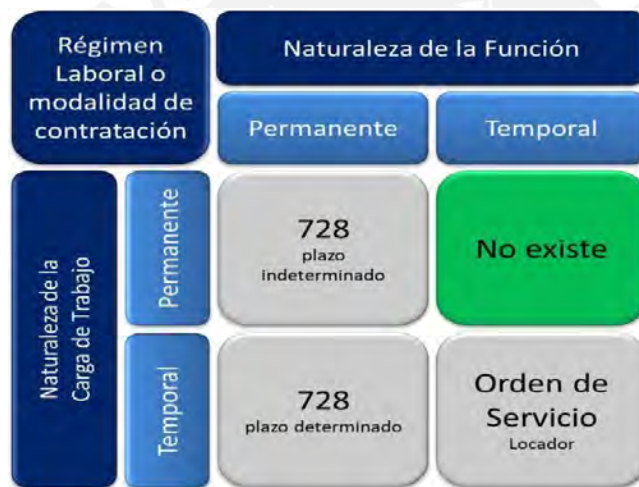 Régimen
Laboral o
modalidad de
contratación
Naturaleza de la Función
Permanente
Temporal
Naturaleza de la
Carga de Trabajo
Permanente
728
plazo
indeterminado
No existe
Temporal
728
plazo determinado
Orden de
Servicio
Locador